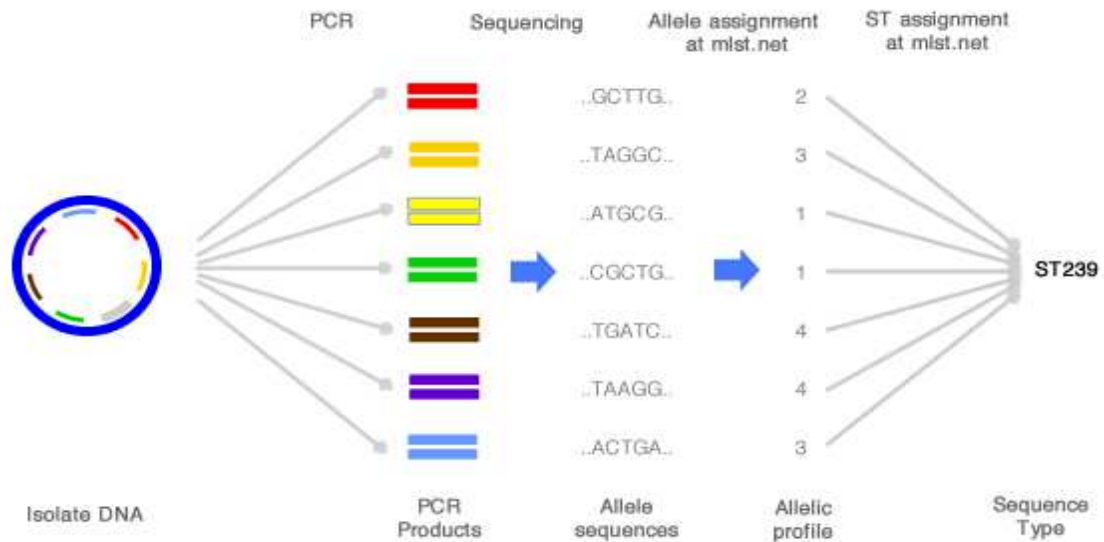 PCR
Sequencing
Allele assignment
at mlst.net
ST assignment
at mlst.net
..GCTTG..
2
..TAGGC..
3
..ATGCG..
1
..CGCTG..
1
ST239
..TGATC..
4
..TAAGG..
4
..ACTGA..
3
Isolate DNA
PCR
Products
Allele
sequences
Allelic
profile
Sequence
Type